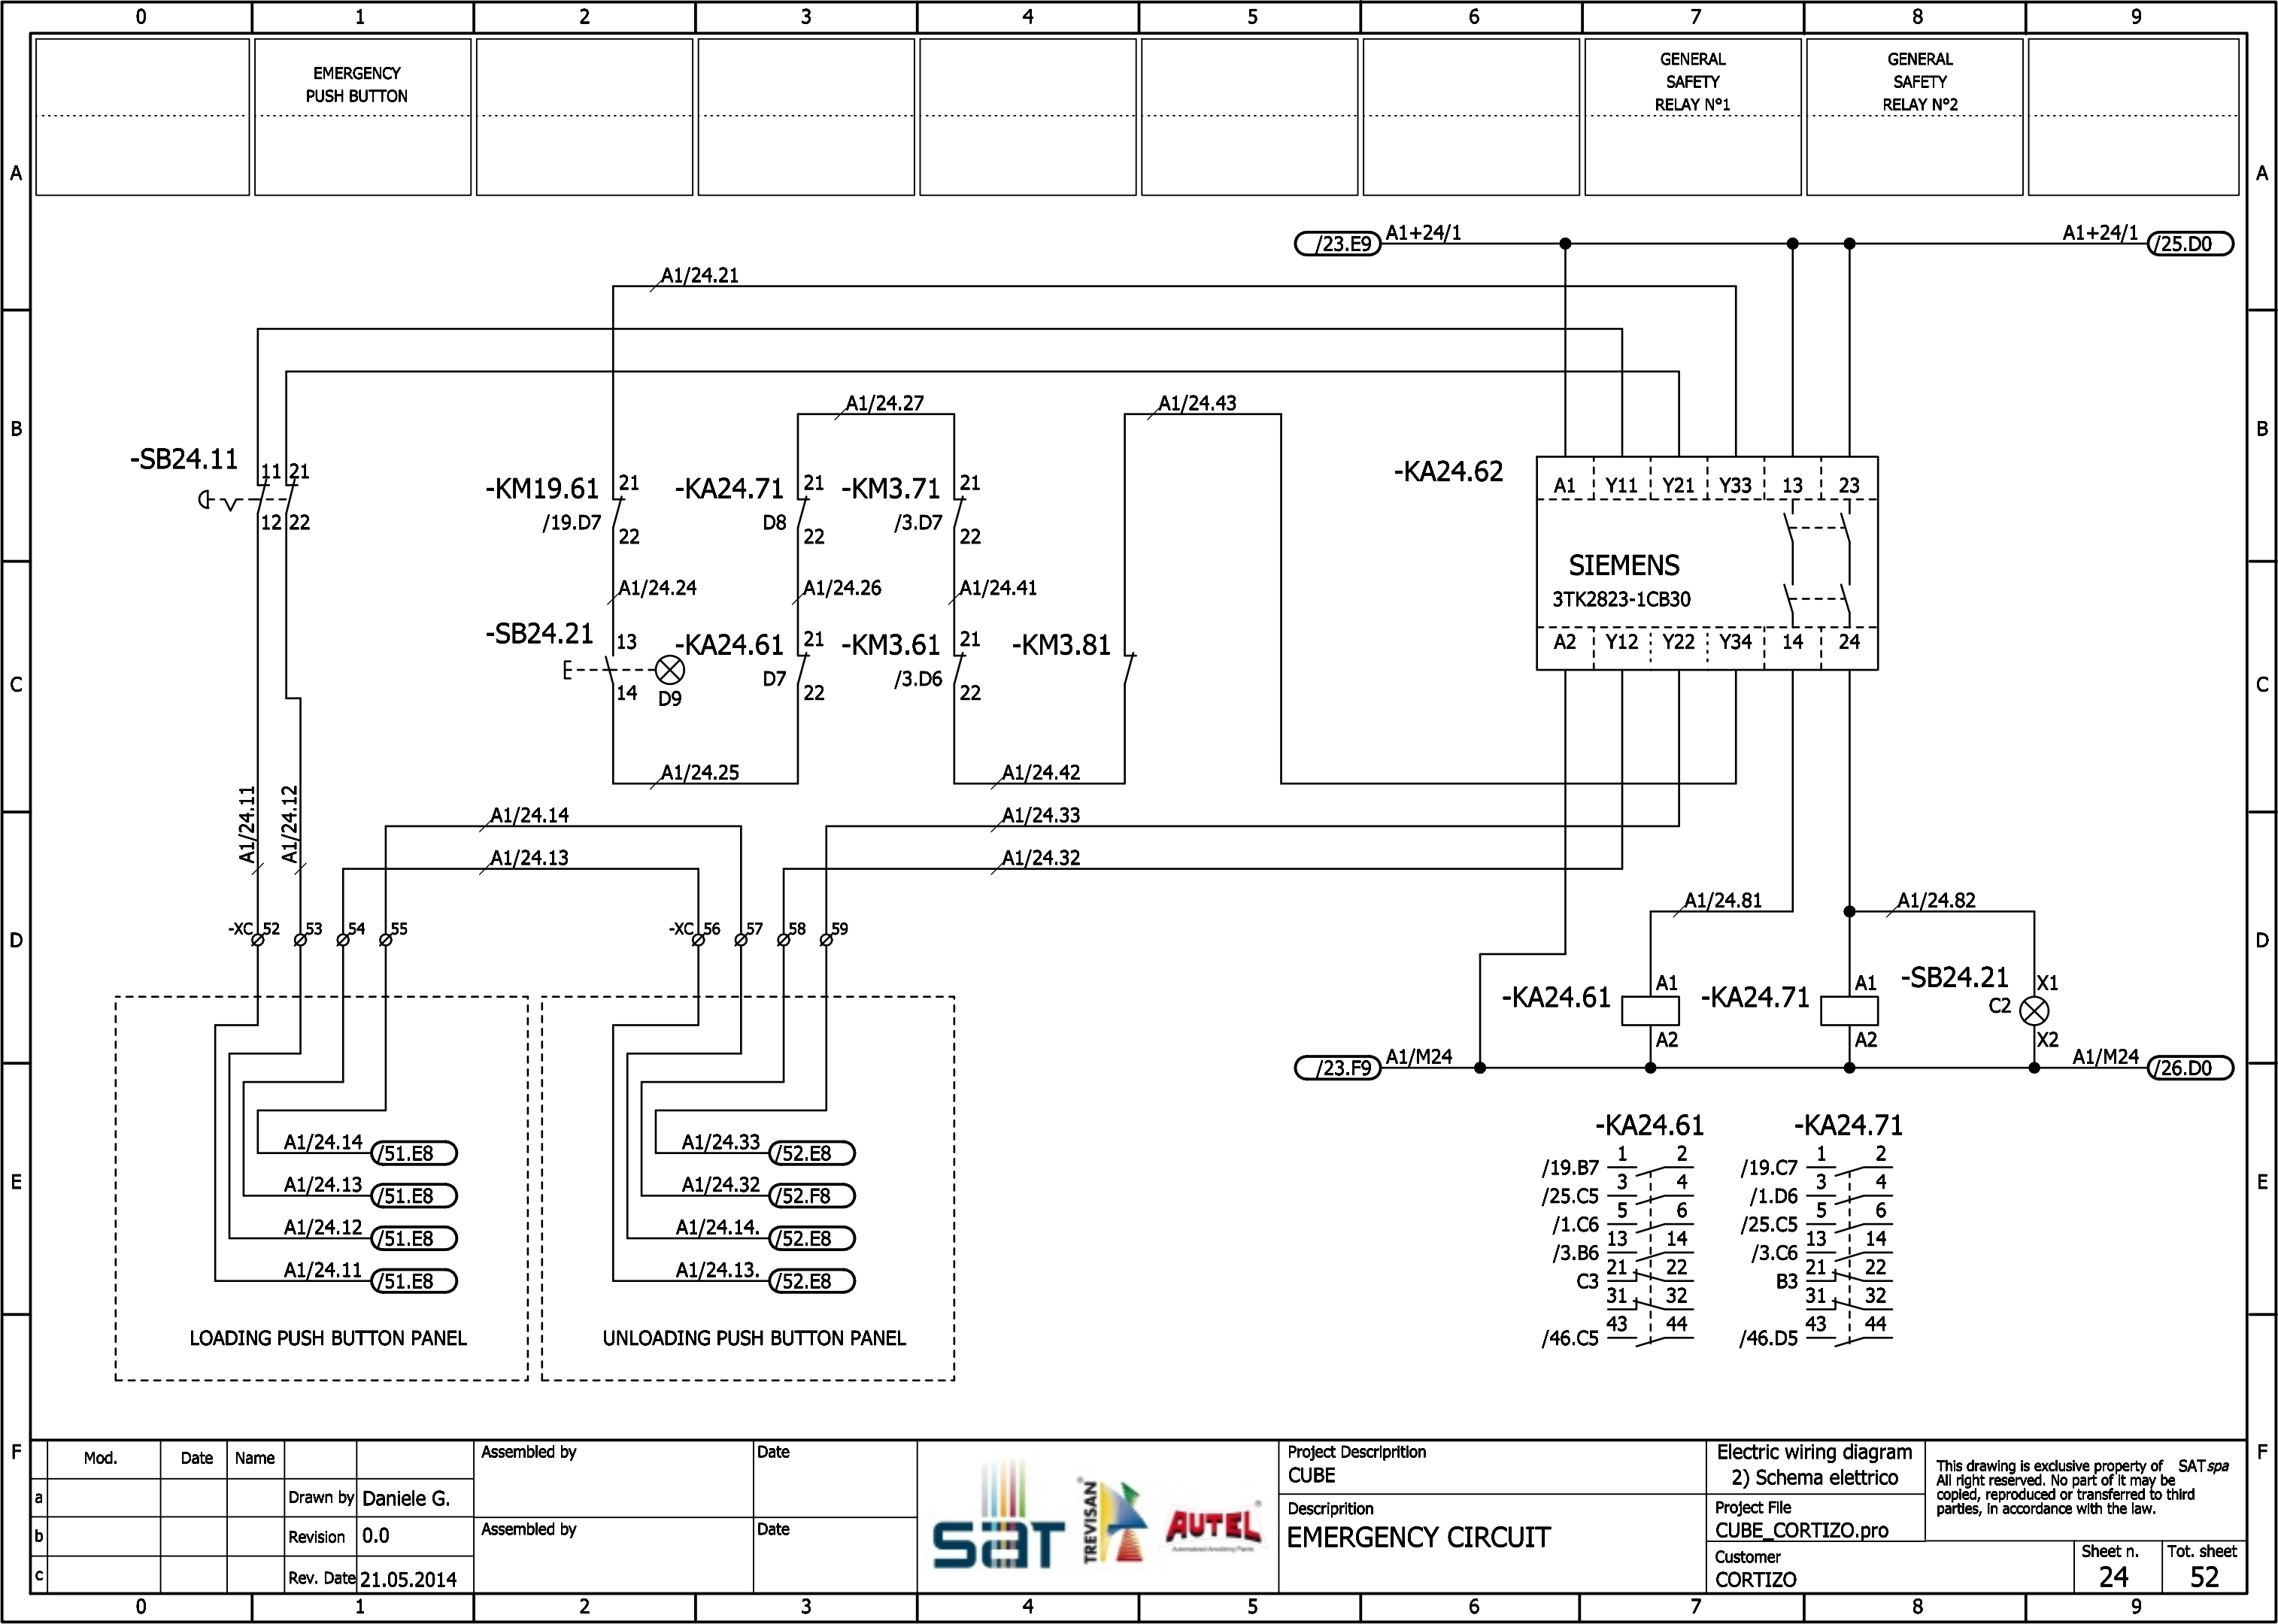 0 1 2 3 4 5 6 7 8 9
EMERGENCY
PUSH BUTTON
GENERAL
SAFETY
RELAY N°1
GENERAL
SAFETY
RELAY N°2
A A
/23.E9 A1+24/1 A1+24/1 /25.D0
A1/24.21
A1/24.27 A1/24.43
B B
-SB24.11 11 21
12 22
-KM19.61 21
/19.D7 22
-KA24.71 21
D8 22
-KM3.71 21
/3.D7 22
-KA24.62
A1 Y11 Y21 Y33 13 23
SIEMENS
3TK2823-1CB30
A2 Y12 Y22 Y34 14 24
A1/24.24 A1/24.26 A1/24.41
-SB24.21 13
14 D9
-KA24.61 21
D7 22
-KM3.61 21
/3.D6 22
-KM3.81
C C
A1/24.25 A1/24.42
A1/24.11 A1/24.12
A1/24.14 A1/24.33
A1/24.13 A1/24.32
-XC 52 53 54 55 -XC 56 57 58 59
D D
A1/24.81 A1/24.82
-KA24.61 A1
A2
-KA24.71 A1
A2
-SB24.21 X1
C2
X2
/23.F9 A1/M24 A1/M24 /26.D0
A1/24.14 /51.E8
A1/24.13 /51.E8
A1/24.12 /51.E8
A1/24.11 /51.E8
LOADING PUSH BUTTON PANEL
A1/24.33 /52.E8
A1/24.32 /52.F8
A1/24.14. /52.E8
A1/24.13. /52.E8
UNLOADING PUSH BUTTON PANEL
E E
-KA24.61
/19.B7 1 2
/25.C5 3 4
/1.C6 5 6
/3.B6 13 14
C3 21 22
31 32
/46.C5 43 44
-KA24.71
/19.C7 1 2
/1.D6 3 4
/25.C5 5 6
/3.C6 13 14
B3 21 22
31 32
/46.D5 43 44
F F
Mod. Date Name
a Drawn by Daniele G.
b Revision 0.0
c Rev. Date 21.05.2014
Assembled by Date
Assembled by Date
SAT
TREVISAN
AUTEL
Project Descriprition
CUBE
Descriprition
EMERGENCY CIRCUIT
Electric wiring diagram
2) Schema elettrico
Project File
CUBE_CORTIZO.pro
Customer
CORTIZO
This drawing is exclusive property of SAT spa
All right reserved. No part of it may be
copied, reproduced or transferred to third
parties, in accordance with the law.
Sheet n.
24
Tot. sheet
52
0 1 2 3 4 5 6 7 8 9